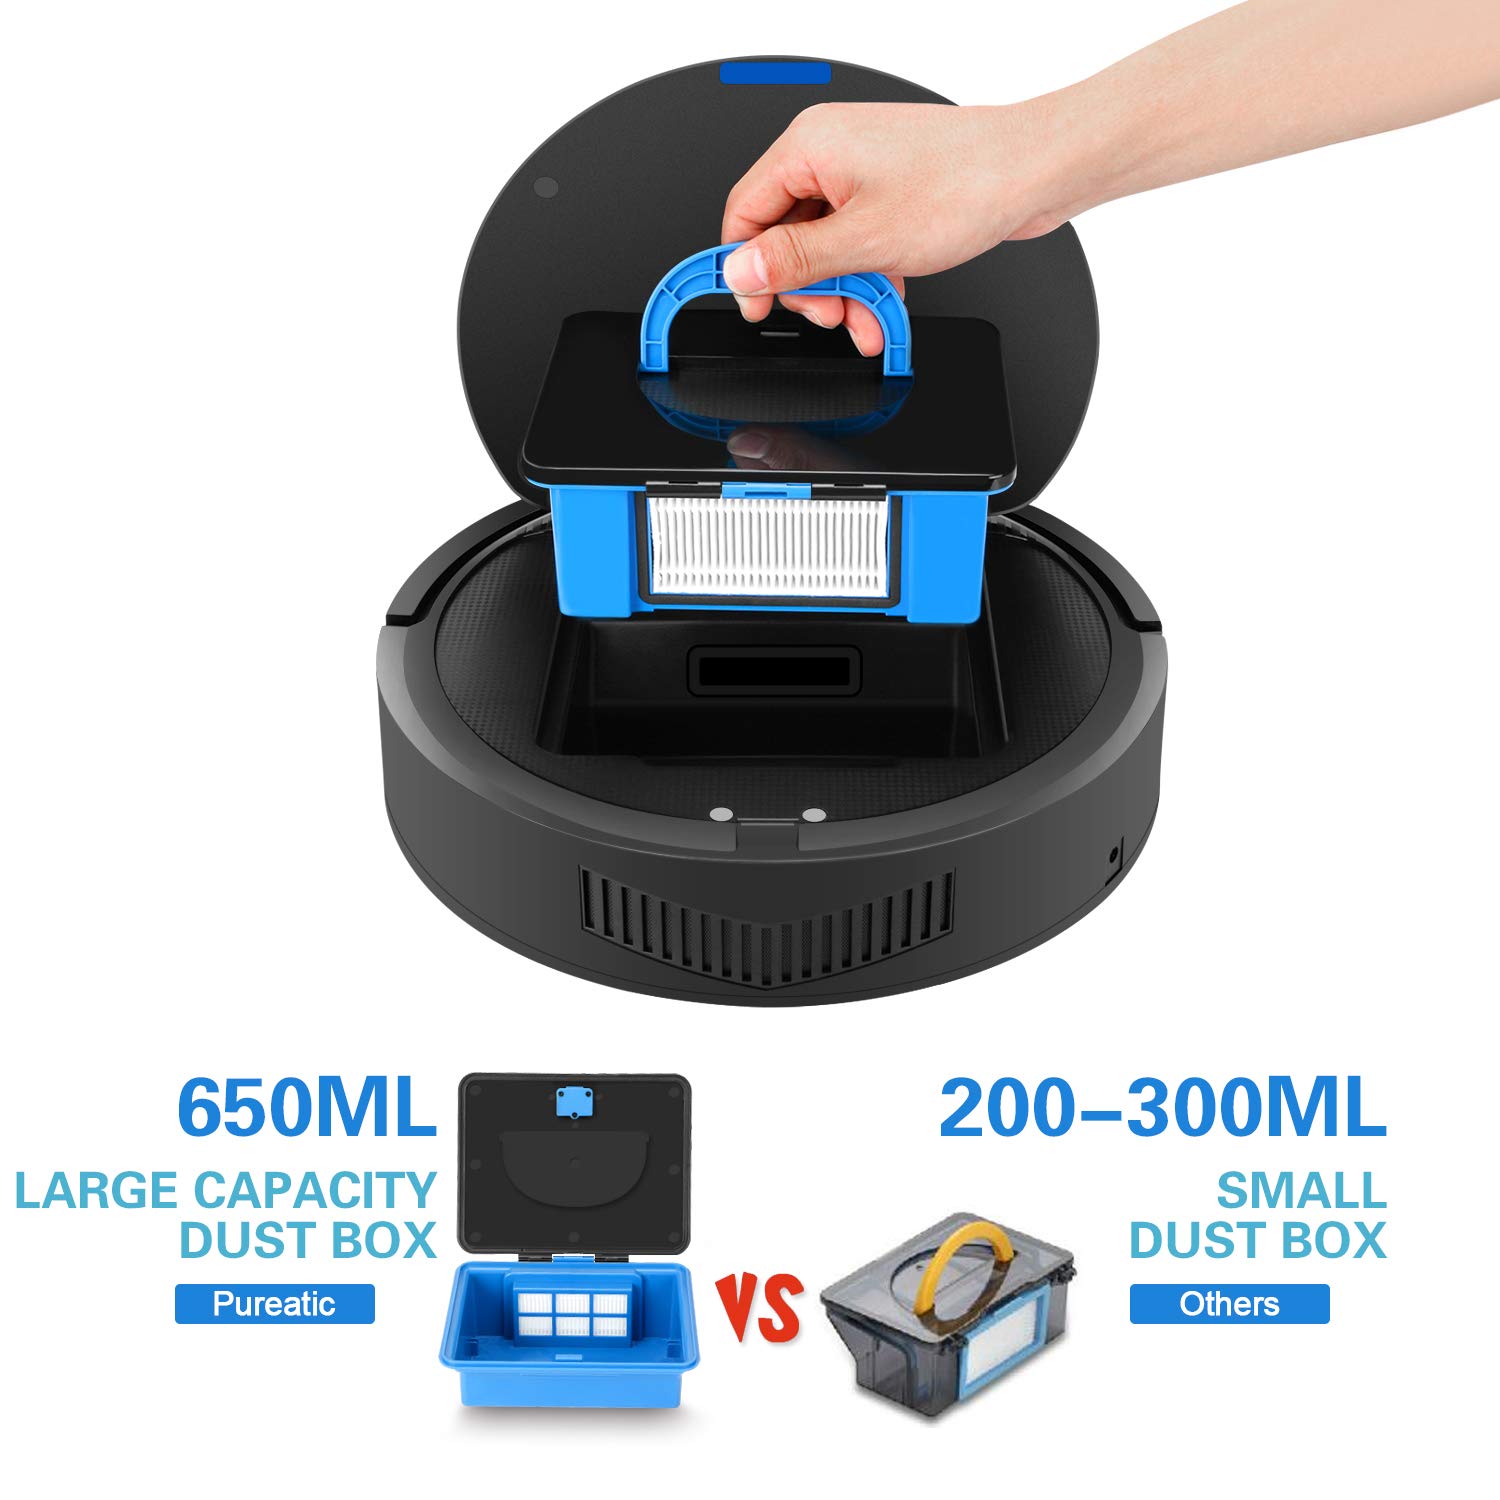 650ML
LARGE CAPACITY
DUST BOX
Pureatic
VS
200-300ML
SMALL
DUST BOX
Others